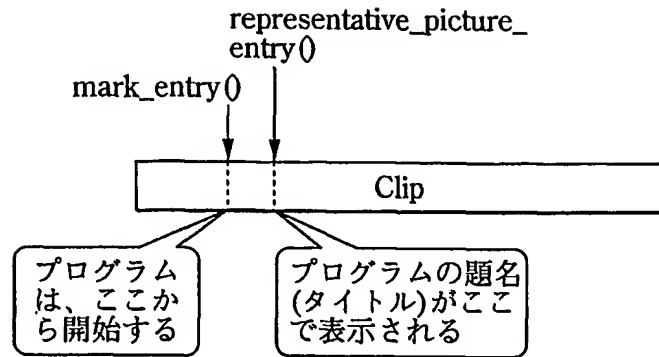 representative_picture_
entry()
mark_entry()
Clip
プログラム
は、ここか
ら開始する
プログラムの題名
(タイトル)がここ
で表示される